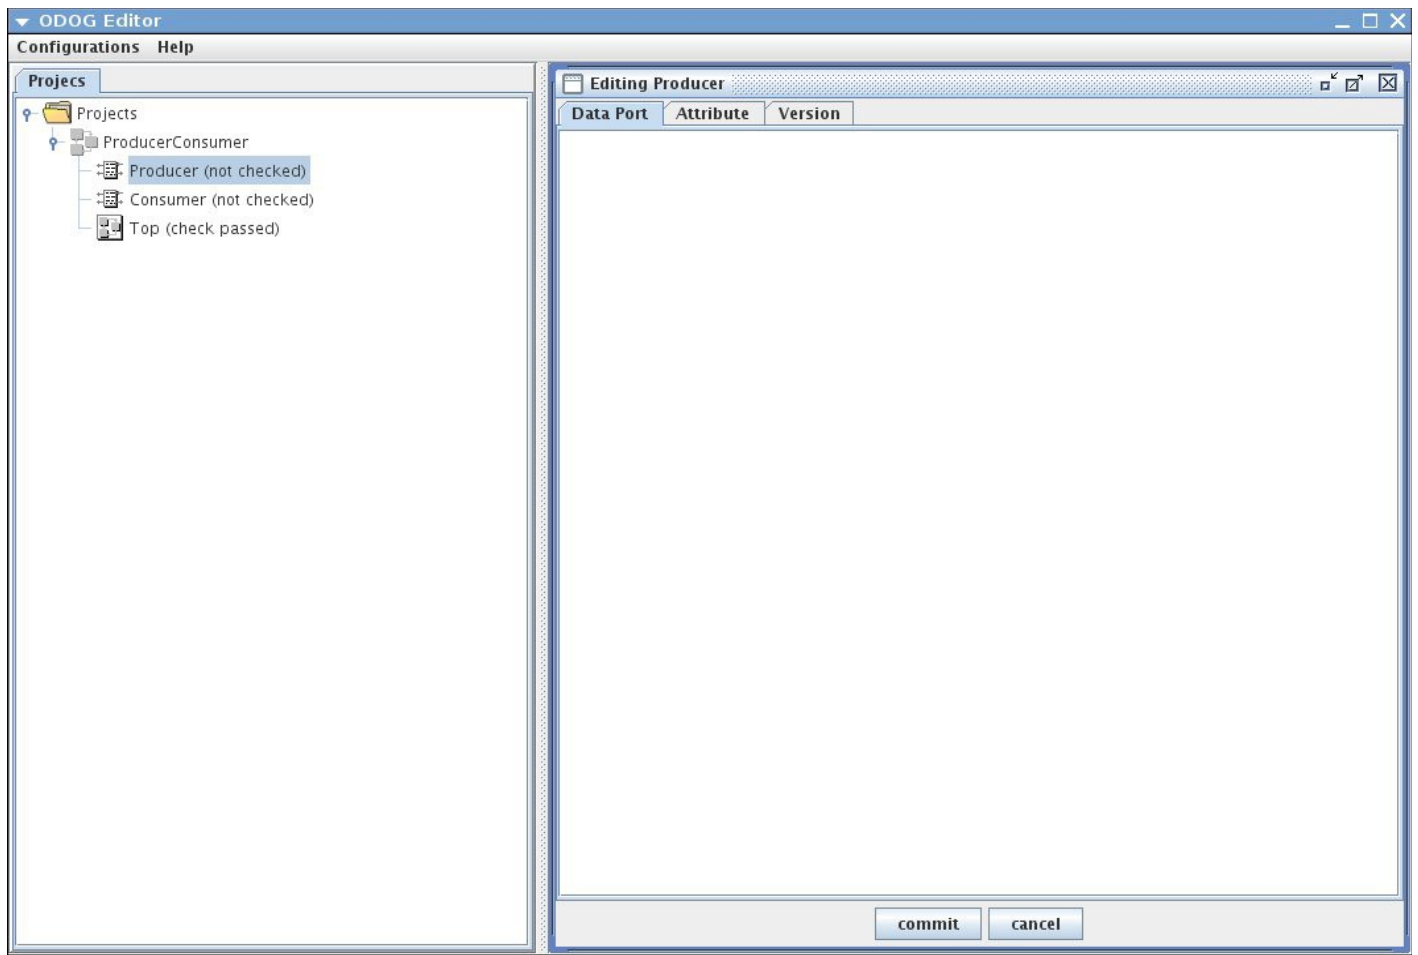 ODOG Editor
Configurations Help
Projecs
Projects
ProducerConsumer
Producer (not checked)
Consumer (not checked)
Top (check passed)
Editing Producer
Data Port Attribute Version
commit cancel